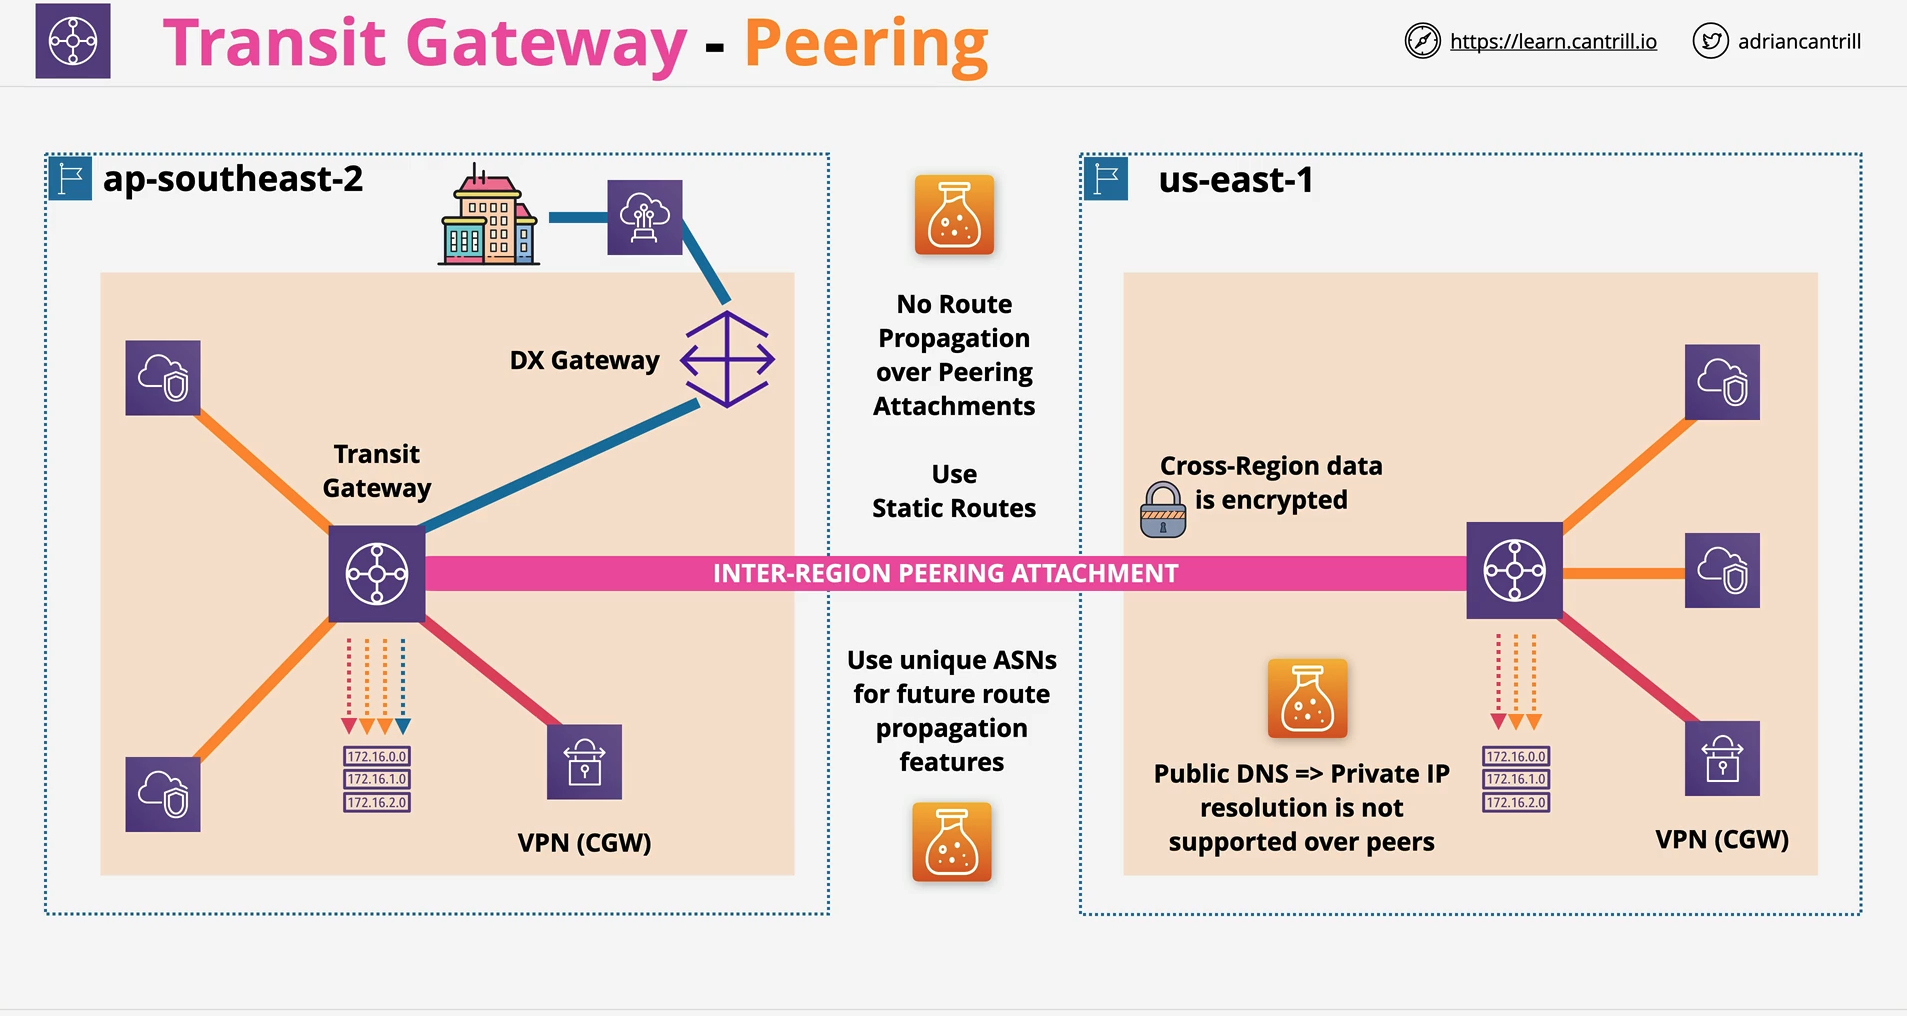 Transit Gateway - Peering
https://learn.cantrill.io
adriancantrill
ap-southeast-2
DX Gateway
Transit
Gateway
172.16.0.0
172.16.1.0
172.16.2.0
VPN (CGW)
No Route
Propagation
over Peering
Attachments
Use
Static Routes
INTER-REGION PEERING ATTACHMENT
Use unique ASNs
for future route
propagation
features
us-east-1
Cross-Region data
is encrypted
Public DNS => Private IP
resolution is not
supported over peers
172.16.0.0
172.16.1.0
172.16.2.0
VPN (CGW)